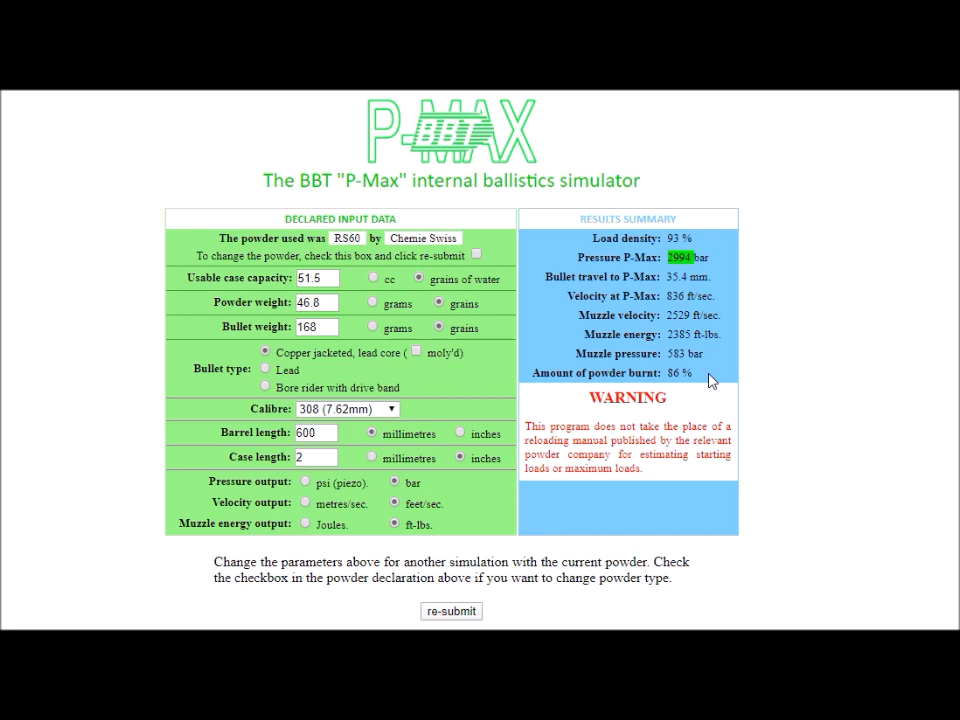 P-MAX
BBT
The BBT "P-Max" internal ballistics simulator
DECLARED INPUT DATA
The powder used was RS60 by Chemie Swiss
To change the powder, check this box and click re-submit
Usable case capacity: 51.5 cc grains of water
Powder weight: 46.8 grams grains
Bullet weight: 168 grams grains
Bullet type: Copper jacketed, lead core ( moly'd)
Lead
Bore rider with drive band
Calibre: 308 (7.62mm)
Barrel length: 600 millimetres inches
Case length: 2 millimetres inches
Pressure output: psi (piezo). bar
Velocity output: metres/sec. feet/sec.
Muzzle energy output: Joules. ft-lbs.
RESULTS SUMMARY
Load density: 93 %
Pressure P-Max: 2994 bar
Bullet travel to P-Max: 35.4 mm.
Velocity at P-Max: 836 ft/sec.
Muzzle velocity: 2529 ft/sec.
Muzzle energy: 2385 ft-lbs.
Muzzle pressure: 583 bar
Amount of powder burnt: 86 %
WARNING
This program does not take the place of a
reloading manual published by the relevant
powder company for estimating starting
loads or maximum loads.
Change the parameters above for another simulation with the current powder. Check
the checkbox in the powder declaration above if you want to change powder type.
re-submit